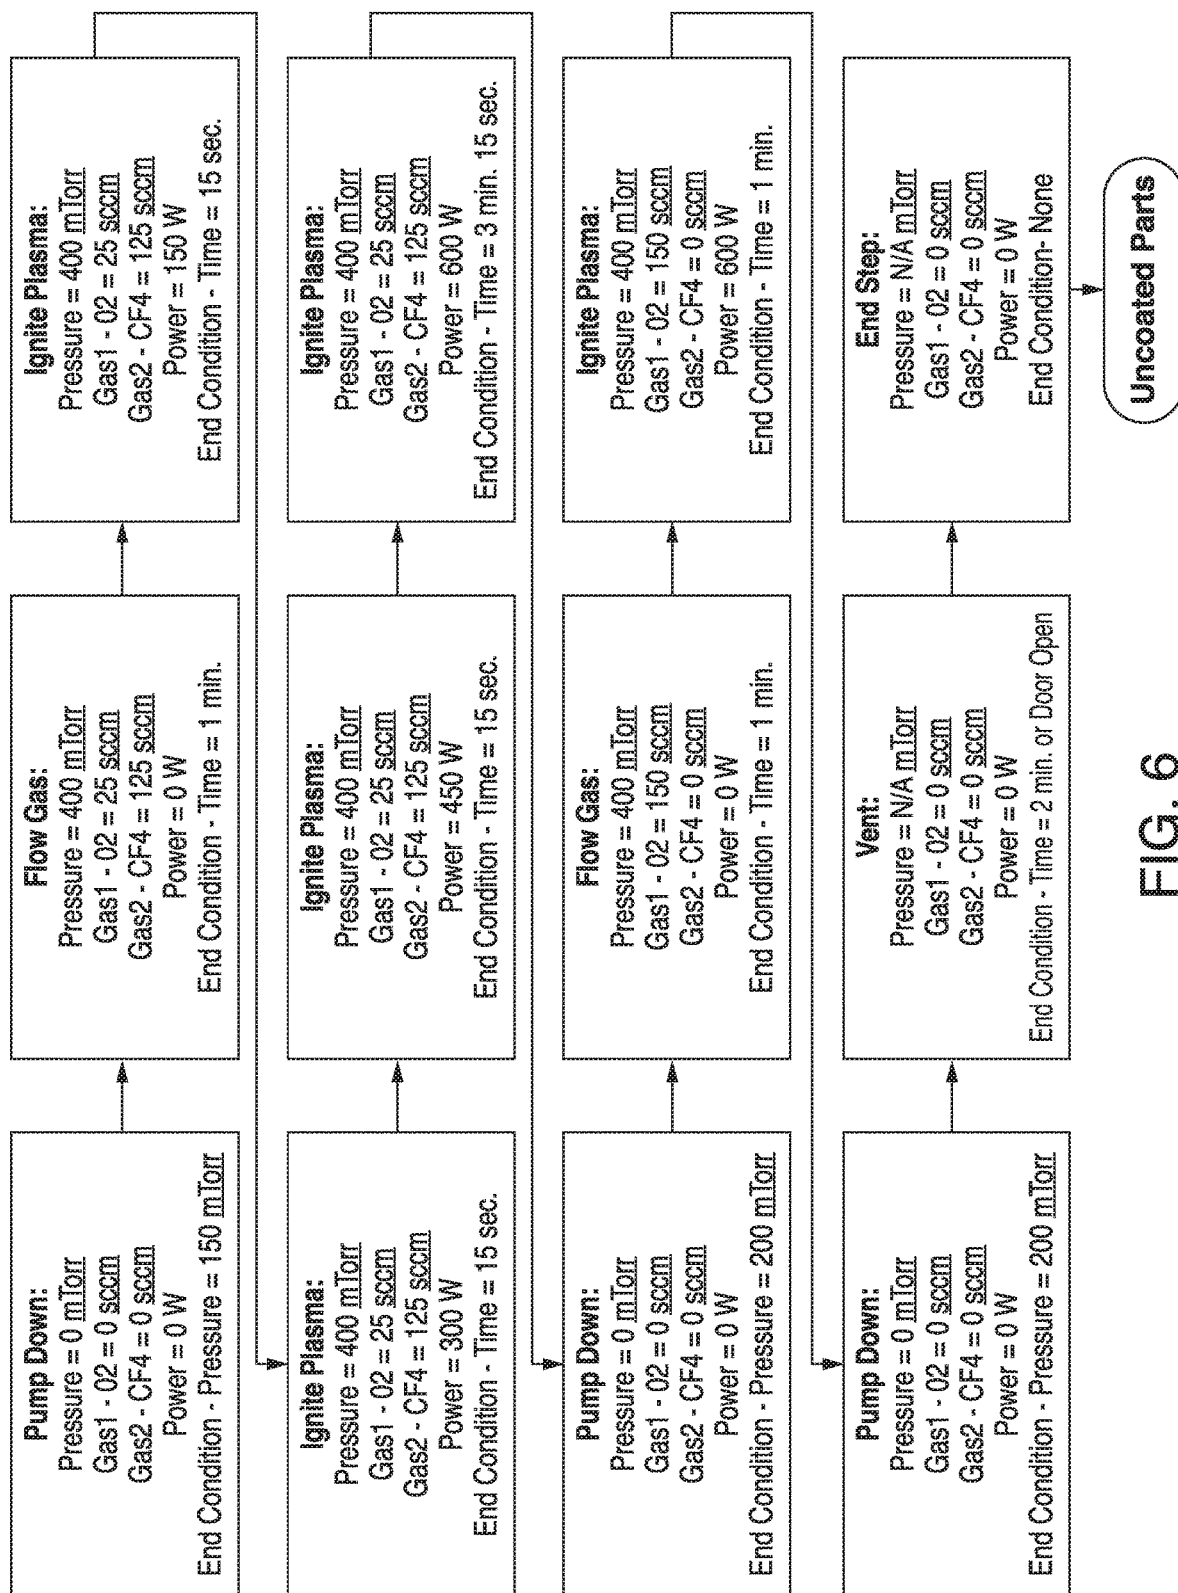 Pump Down:
Pressure = 0 mTorr
Gas1 - 02 = 0 sccm
Gas2 - CF4 = 0 sccm
Power = 0 W
End Condition - Pressure = 150 mTorr
Flow Gas:
Pressure = 400 mTorr
Gas1 - 02 = 25 sccm
Gas2 - CF4 = 125 sccm
Power = 0 W
End Condition - Time = 1 min.
Ignite Plasma:
Pressure = 400 mTorr
Gas1 - 02 = 25 sccm
Gas2 - CF4 = 125 sccm
Power = 150 W
End Condition - Time = 15 sec.
Ignite Plasma:
Pressure = 400 mTorr
Gas1 - 02 = 25 sccm
Gas2 - CF4 = 125 sccm
Power = 300 W
End Condition - Time = 15 sec.
Ignite Plasma:
Pressure = 400 mTorr
Gas1 - 02 = 25 sccm
Gas2 - CF4 = 125 sccm
Power = 450 W
End Condition - Time = 15 sec.
Ignite Plasma:
Pressure = 400 mTorr
Gas1 - 02 = 25 sccm
Gas2 - CF4 = 125 sccm
Power = 600 W
End Condition - Time = 3 min. 15 sec.
Pump Down:
Pressure = 0 mTorr
Gas1 - 02 = 0 sccm
Gas2 - CF4 = 0 sccm
Power = 0 W
End Condition - Pressure = 200 mTorr
Flow Gas:
Pressure = 400 mTorr
Gas1 - 02 = 150 sccm
Gas2 - CF4 = 0 sccm
Power = 0 W
End Condition - Time = 1 min.
Ignite Plasma:
Pressure = 400 mTorr
Gas1 - 02 = 150 sccm
Gas2 - CF4 = 0 sccm
Power = 600 W
End Condition - Time = 1 min.
Pump Down:
Pressure = 0 mTorr
Gas1 - 02 = 0 sccm
Gas2 - CF4 = 0 sccm
Power = 0 W
End Condition - Pressure = 200 mTorr
Vent:
Pressure = N/A mTorr
Gas1 - 02 = 0 sccm
Gas2 - CF4 = 0 sccm
Power = 0 W
End Condition - Time = 2 min. or Door Open
End Step:
Pressure = N/A mTorr
Gas1 - 02 = 0 sccm
Gas2 - CF4 = 0 sccm
Power = 0 W
End Condition- None
Uncoated Parts
FIG. 6